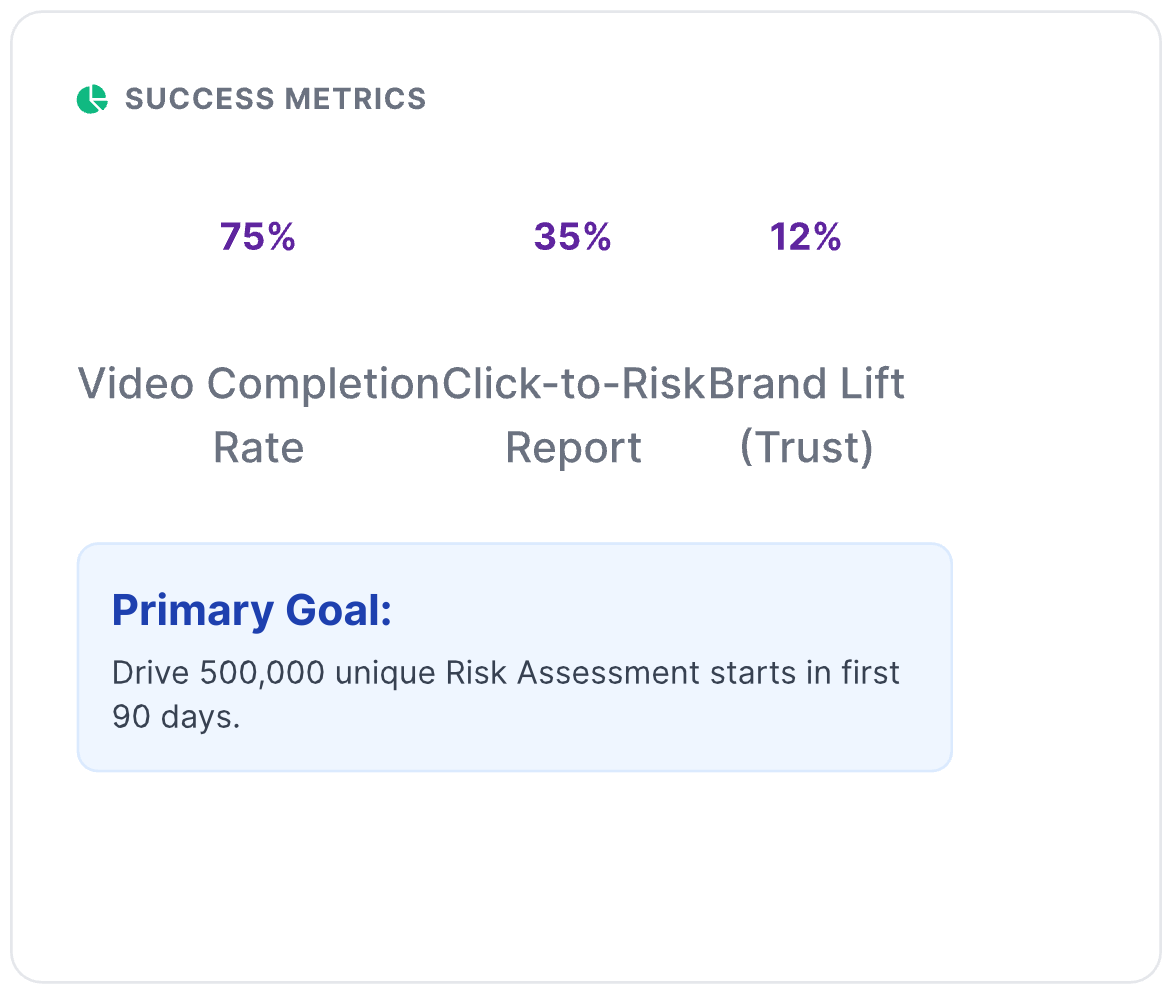 SUCCESS METRICS
75% 35% 12%
Video Completion Click-to-Risk Brand Lift
Rate Report (Trust)
Primary Goal:
Drive 500,000 unique Risk Assessment starts in first
90 days.